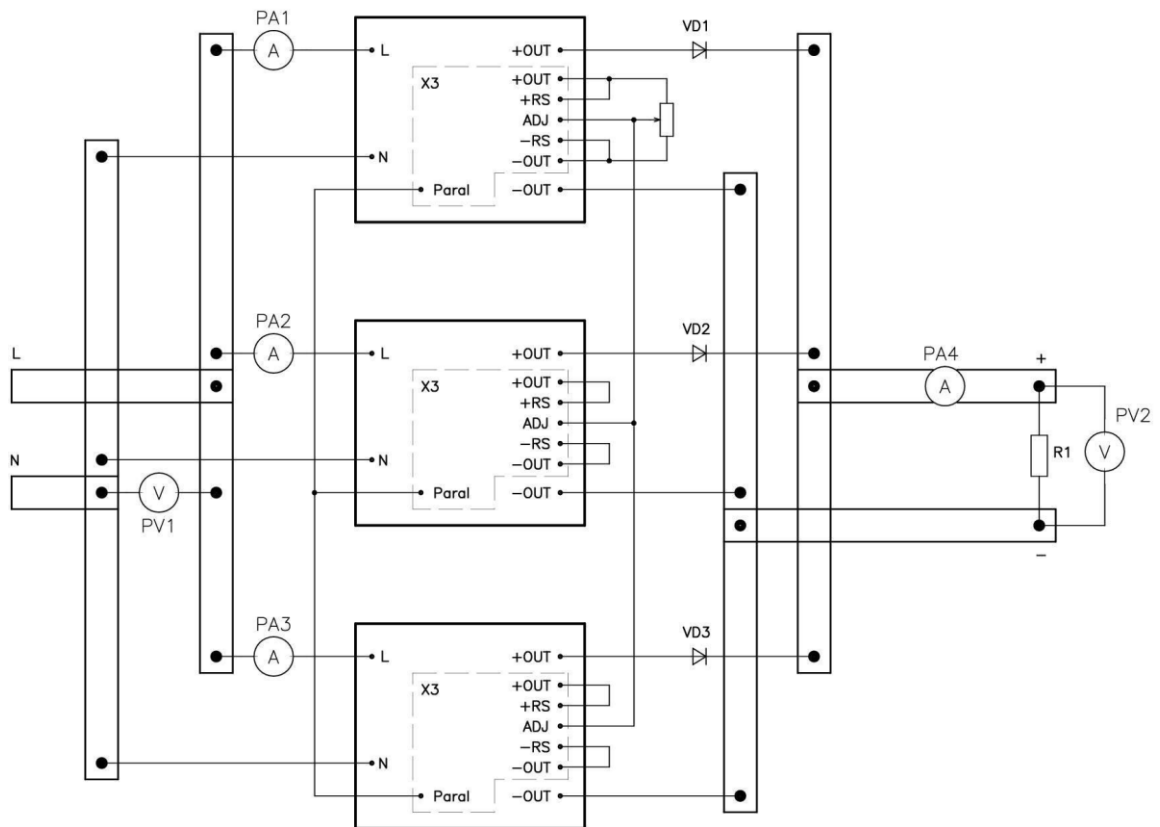 PA1
A
L
+OUT
VD1
X3
+OUT
+RS
ADJ
-RS
-OUT
N
Paral
-OUT
PA2
A
L
+OUT
VD2
L
X3
+OUT
+RS
ADJ
-RS
-OUT
PA4
A
+
N
N
R1
V
PV2
V
PV1
Paral
-OUT
-
PA3
A
L
+OUT
VD3
X3
+OUT
+RS
ADJ
-RS
-OUT
N
Paral
-OUT